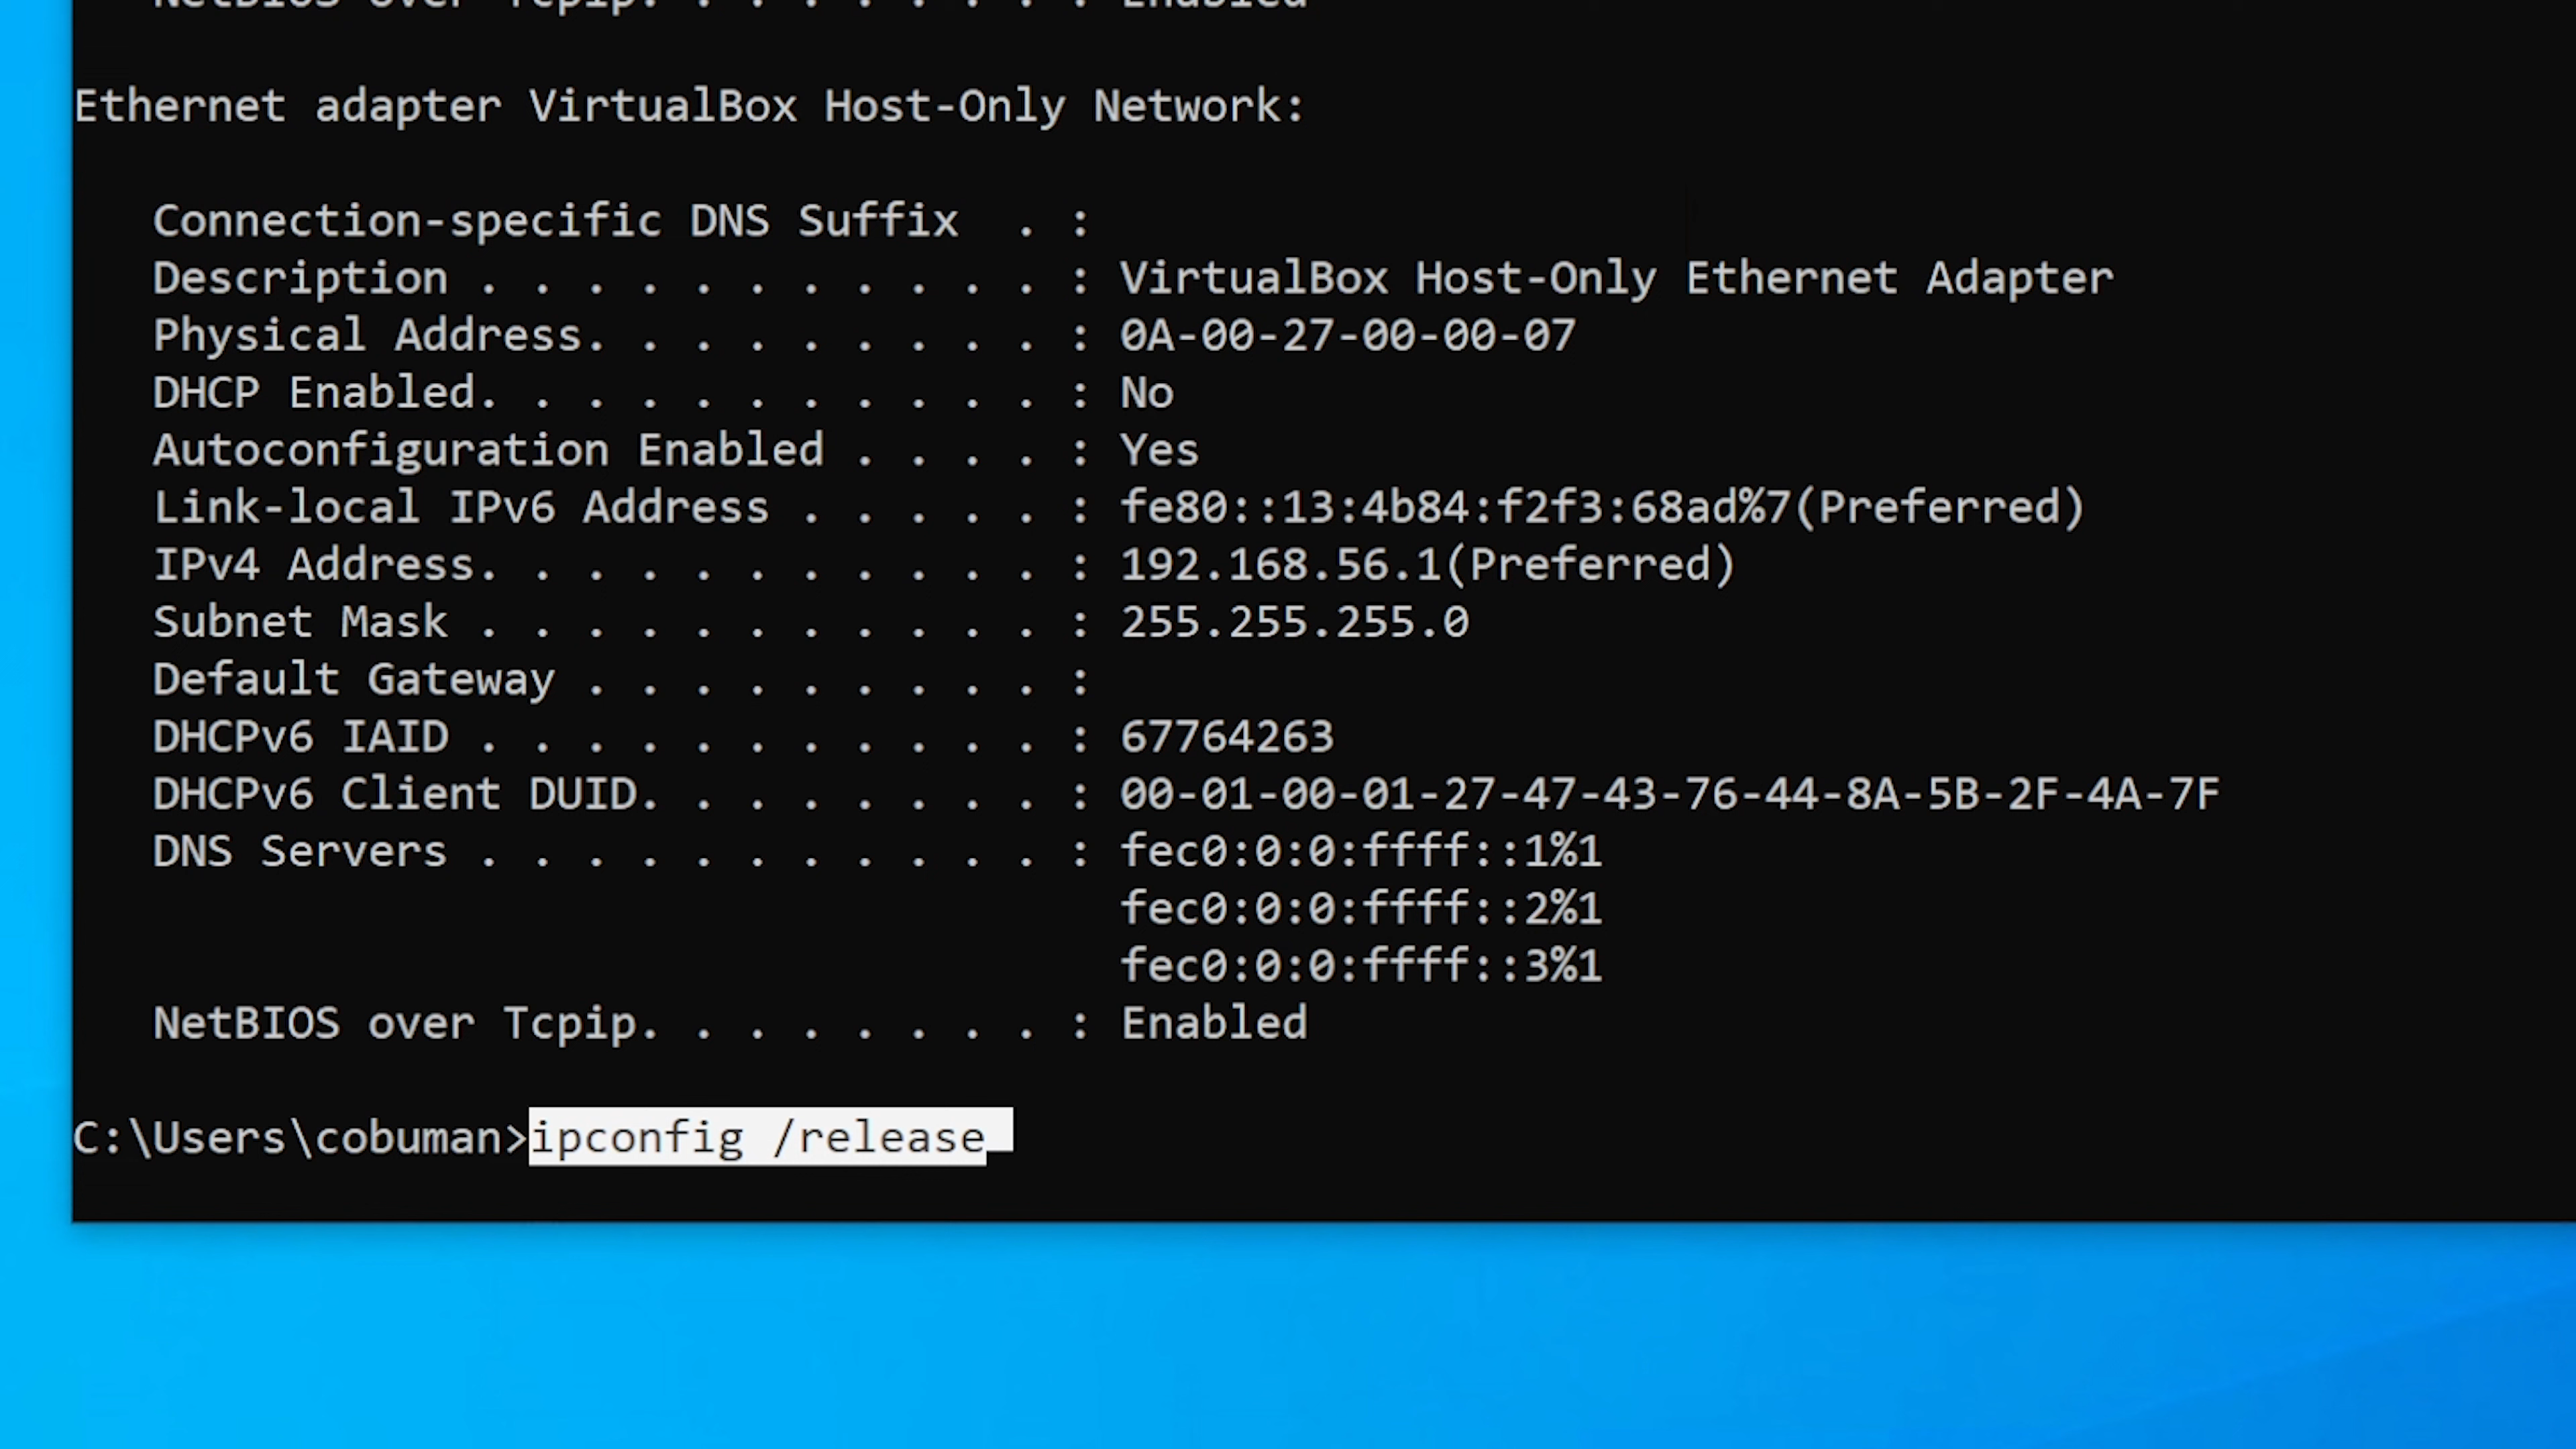 NetBIOS over Tcpip. . . . . . . . : Enabled
Ethernet adapter VirtualBox Host-Only Network:
Connection-specific DNS Suffix  . :
Description . . . . . . . . . . . : VirtualBox Host-Only Ethernet Adapter
Physical Address. . . . . . . . . : 0A-00-27-00-00-07
DHCP Enabled. . . . . . . . . . . : No
Autoconfiguration Enabled . . . . : Yes
Link-local IPv6 Address . . . . . : fe80::13:4b84:f2f3:68ad%7(Preferred)
IPv4 Address. . . . . . . . . . . : 192.168.56.1(Preferred)
Subnet Mask . . . . . . . . . . . : 255.255.255.0
Default Gateway . . . . . . . . . :
DHCPv6 IAID . . . . . . . . . . . : 67764263
DHCPv6 Client DUID. . . . . . . . : 00-01-00-01-27-47-43-76-44-8A-5B-2F-4A-7F
DNS Servers . . . . . . . . . . . : fec0:0:0:ffff::1%1
fec0:0:0:ffff::2%1
fec0:0:0:ffff::3%1
NetBIOS over Tcpip. . . . . . . . : Enabled
C:\Users\cobuman>ipconfig /release